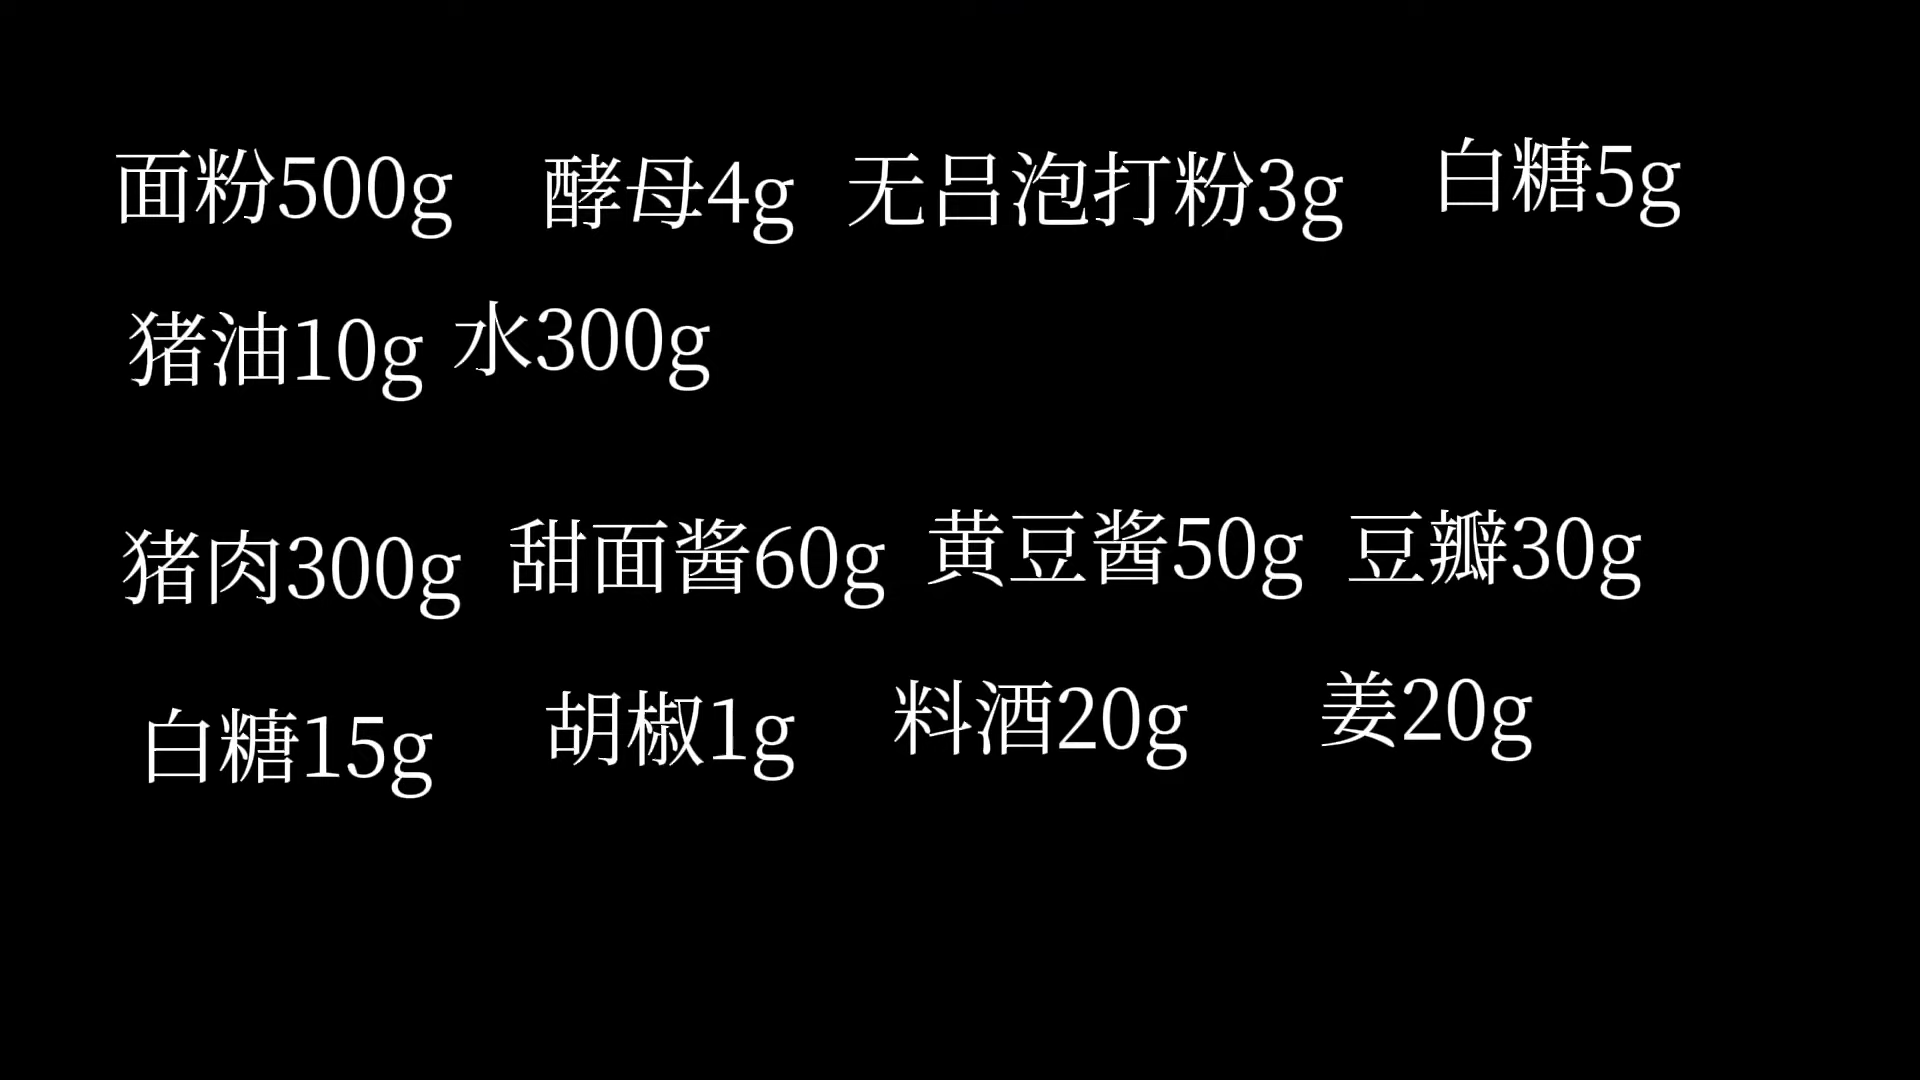 面粉500g 酵母4g 无吕泡打粉3g 白糖5g
猪油10g 水300g
猪肉300g 甜面酱60g 黄豆酱50g 豆瓣30g
白糖15g 胡椒1g 料酒20g 姜20g